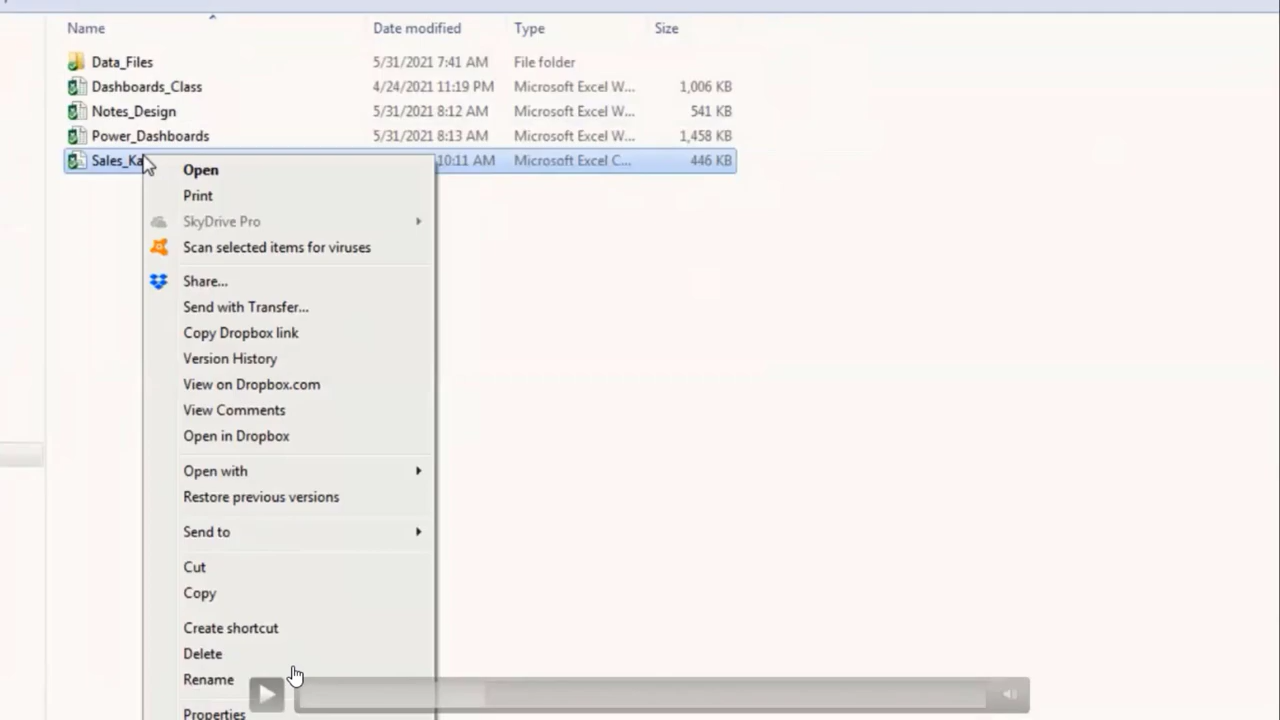 Name Date modified Type Size
Data_Files 5/31/2021 7:41 AM File folder
Dashboards_Class 4/24/2021 11:19 PM Microsoft Excel W... 1,006 KB
Notes_Design 5/31/2021 8:12 AM Microsoft Excel W... 541 KB
Power_Dashboards 5/31/2021 8:13 AM Microsoft Excel W... 1,458 KB
Sales_Ka 10:11 AM Microsoft Excel C... 446 KB
Open
Print
SkyDrive Pro
Scan selected items for viruses
Share...
Send with Transfer...
Copy Dropbox link
Version History
View on Dropbox.com
View Comments
Open in Dropbox
Open with
Restore previous versions
Send to
Cut
Copy
Create shortcut
Delete
Rename
Properties